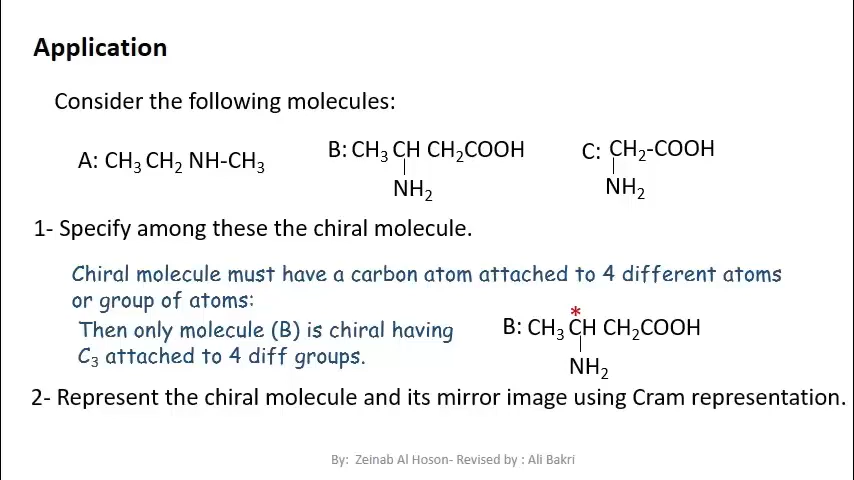 Application
Consider the following molecules:
A: CH₃ CH₂ NH-CH₃
B: CH₃ CH CH₂COOH
NH₂
C: CH₂-COOH
NH₂
1- Specify among these the chiral molecule.
Chiral molecule must have a carbon atom attached to 4 different atoms
or group of atoms:
Then only molecule (B) is chiral having
C₃ attached to 4 diff groups.
*
B: CH₃ CH CH₂COOH
NH₂
2- Represent the chiral molecule and its mirror image using Cram representation.
By: Zeinab Al Hoson- Revised by : Ali Bakri